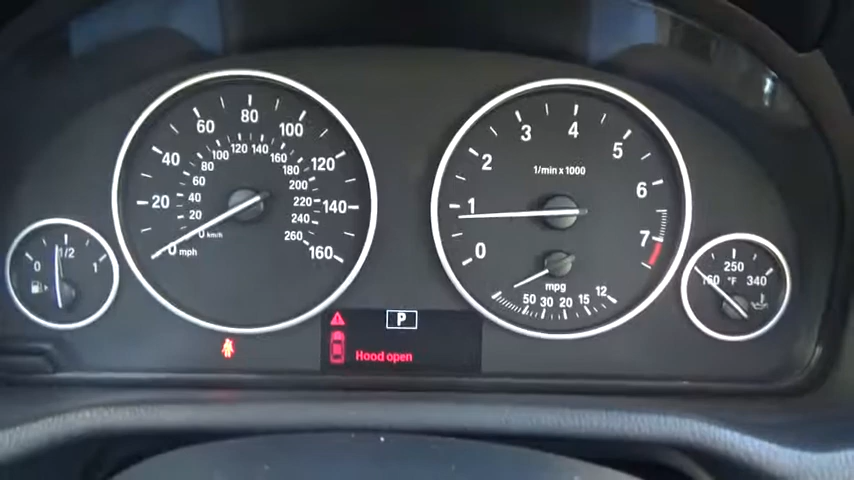 0 1/2 1
0 20 40 60 80 100 120 140 160
mph
0 20 40 60 80 100 120 140 160 180 200 220 240 260
km/h
0 1 2 3 4 5 6 7
1/min x 1000
mpg
50 30 20 15 12
160 250 340
°F
P
Hood open